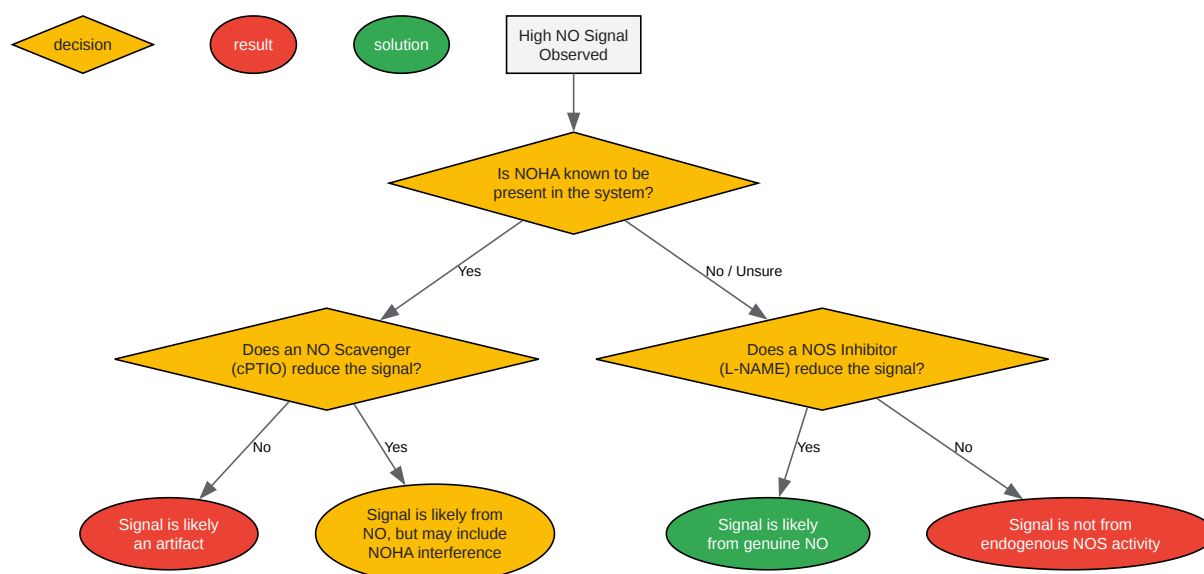 decision
result
solution
High NO Signal
Observed
Is NOHA known to be
present in the system?
Yes
No / Unsure
Does an NO Scavenger
(cPTIO) reduce the signal?
Does a NOS Inhibitor
(L-NAME) reduce the signal?
No
Yes
Yes
No
Signal is likely
an artifact
Signal is likely from
NO, but may include
NOHA interference
Signal is likely
from genuine NO
Signal is not from
endogenous NOS activity